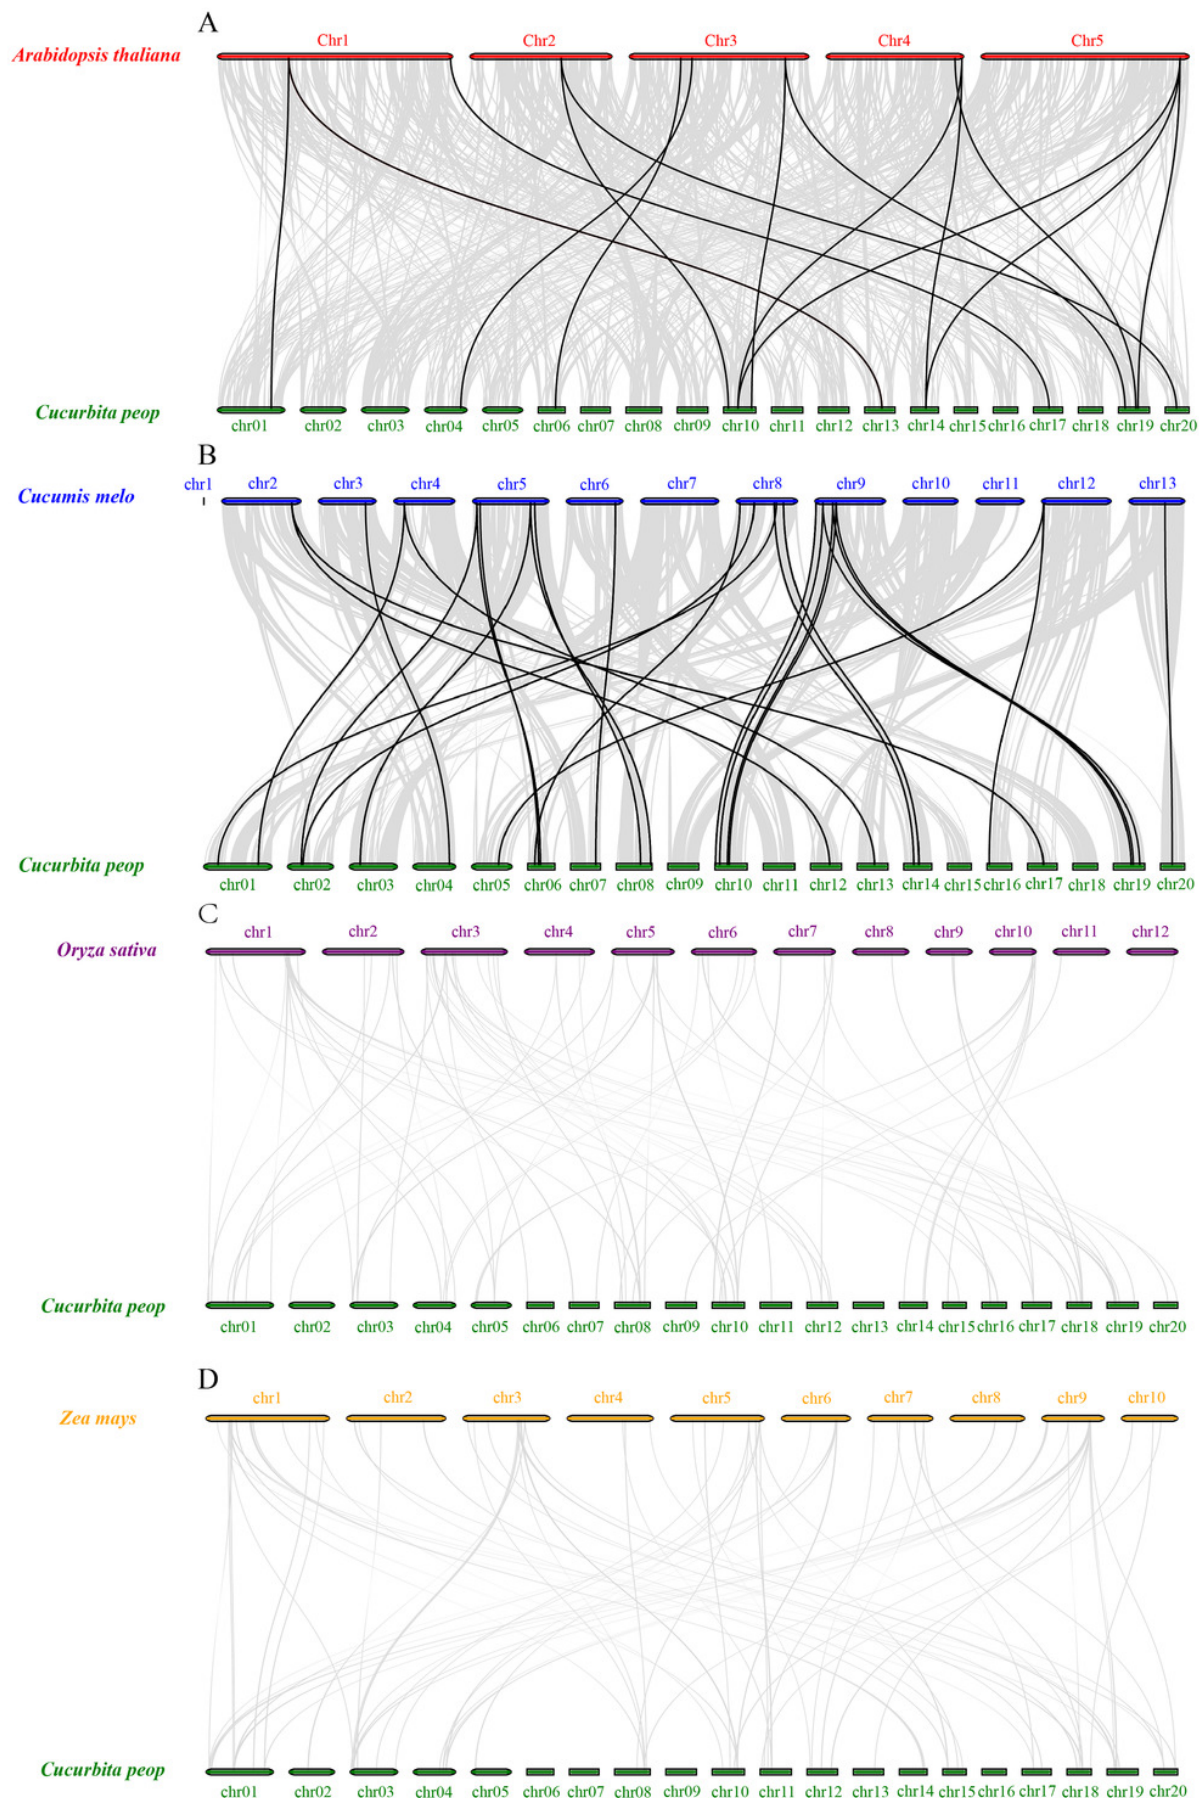 A
Arabidopsis thaliana Chr1 Chr2 Chr3 Chr4 Chr5
Cucurbita peop
chr01 chr02 chr03 chr04 chr05 chr06 chr07 chr08 chr09 chr10 chr11 chr12 chr13 chr14 chr15 chr16 chr17 chr18 chr19 chr20
B
Cucumis melo chr1 chr2 chr3 chr4 chr5 chr6 chr7 chr8 chr9 chr10 chr11 chr12 chr13
Cucurbita peop
chr01 chr02 chr03 chr04 chr05 chr06 chr07 chr08 chr09 chr10 chr11 chr12 chr13 chr14 chr15 chr16 chr17 chr18 chr19 chr20
C
Oryza sativa chr1 chr2 chr3 chr4 chr5 chr6 chr7 chr8 chr9 chr10 chr11 chr12
Cucurbita peop
chr01 chr02 chr03 chr04 chr05 chr06 chr07 chr08 chr09 chr10 chr11 chr12 chr13 chr14 chr15 chr16 chr17 chr18 chr19 chr20
D
Zea mays chr1 chr2 chr3 chr4 chr5 chr6 chr7 chr8 chr9 chr10
Cucurbita peop
chr01 chr02 chr03 chr04 chr05 chr06 chr07 chr08 chr09 chr10 chr11 chr12 chr13 chr14 chr15 chr16 chr17 chr18 chr19 chr20